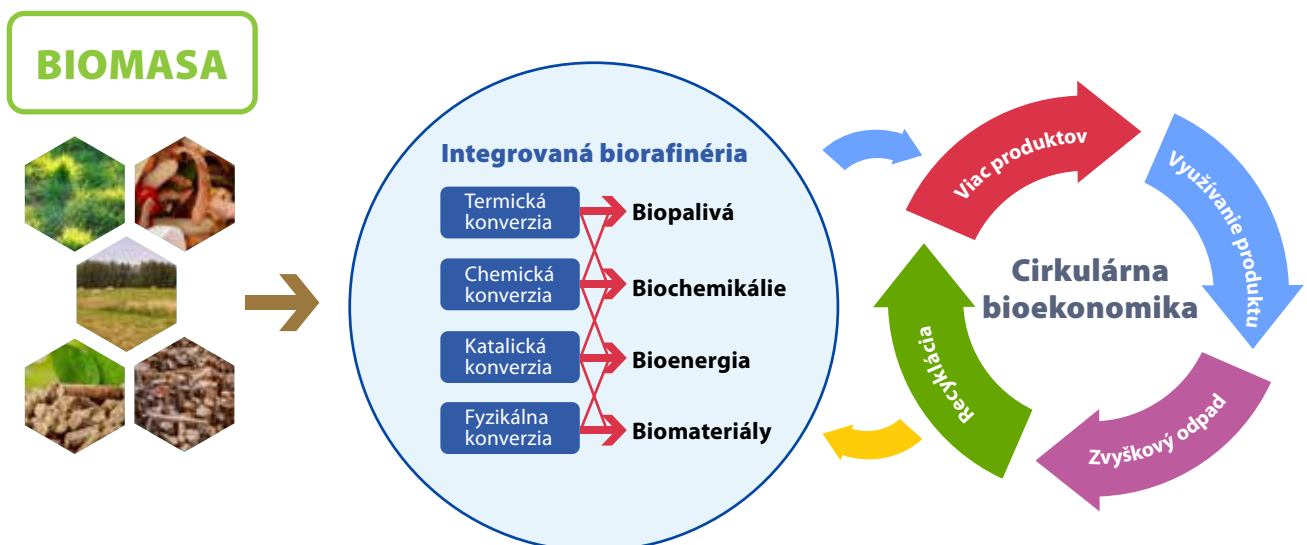 BIOMASA
Integrovaná biorafinéria
Termická
konverzia
Biopalivá
Chemická
konverzia
Biochemikálie
Katalická
konverzia
Bioenergia
Fyzikálna
konverzia
Biomateriály
Viac produktov
Využívanie produktu
Cirkulárna
bioekonomika
Zvyškový odpad
Recyklácia